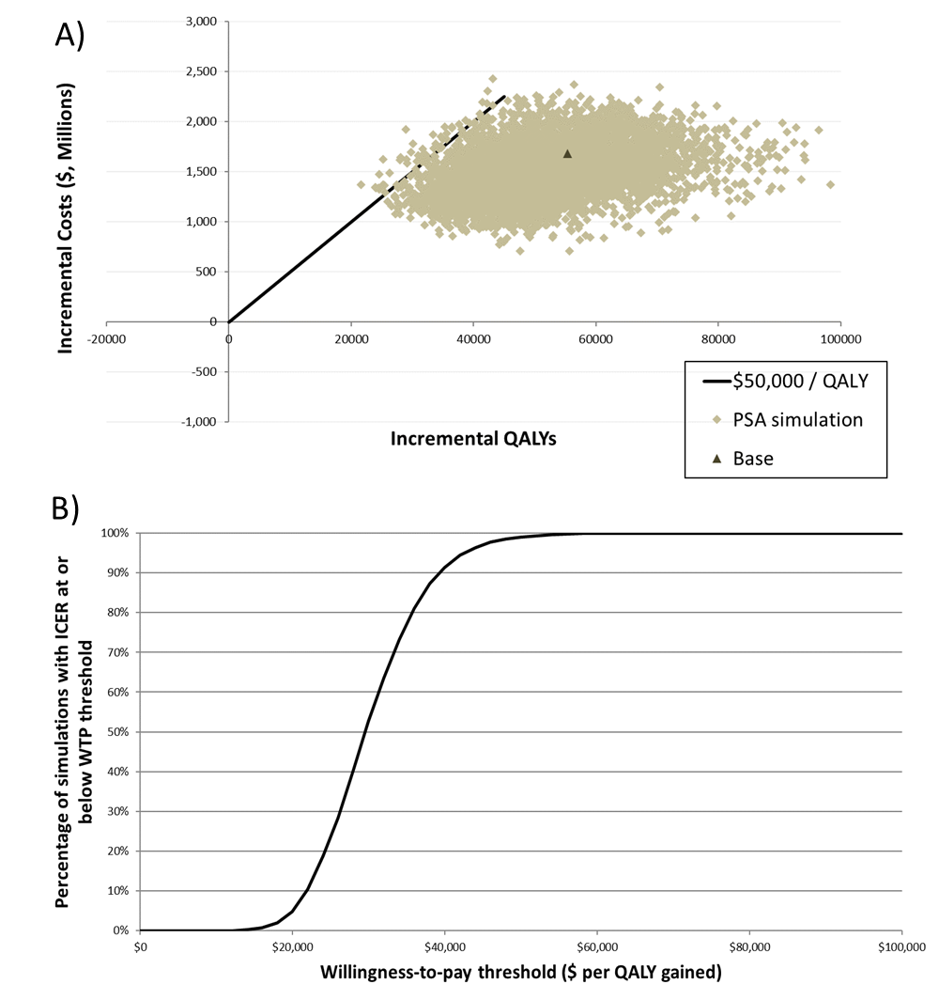 A)
3,000
2,500
2,000
1,500
1,000
500
0
-500
-1,000
Incremental Costs ($, Millions)
-20000 0 20000 40000 60000 80000 100000
Incremental QALYs
$50,000 / QALY
PSA simulation
Base
B)
100%
90%
80%
70%
60%
50%
40%
30%
20%
10%
0%
Percentage of simulations with ICER at or
below WTP threshold
$0 $20,000 $40,000 $60,000 $80,000 $100,000
Willingness-to-pay threshold ($ per QALY gained)